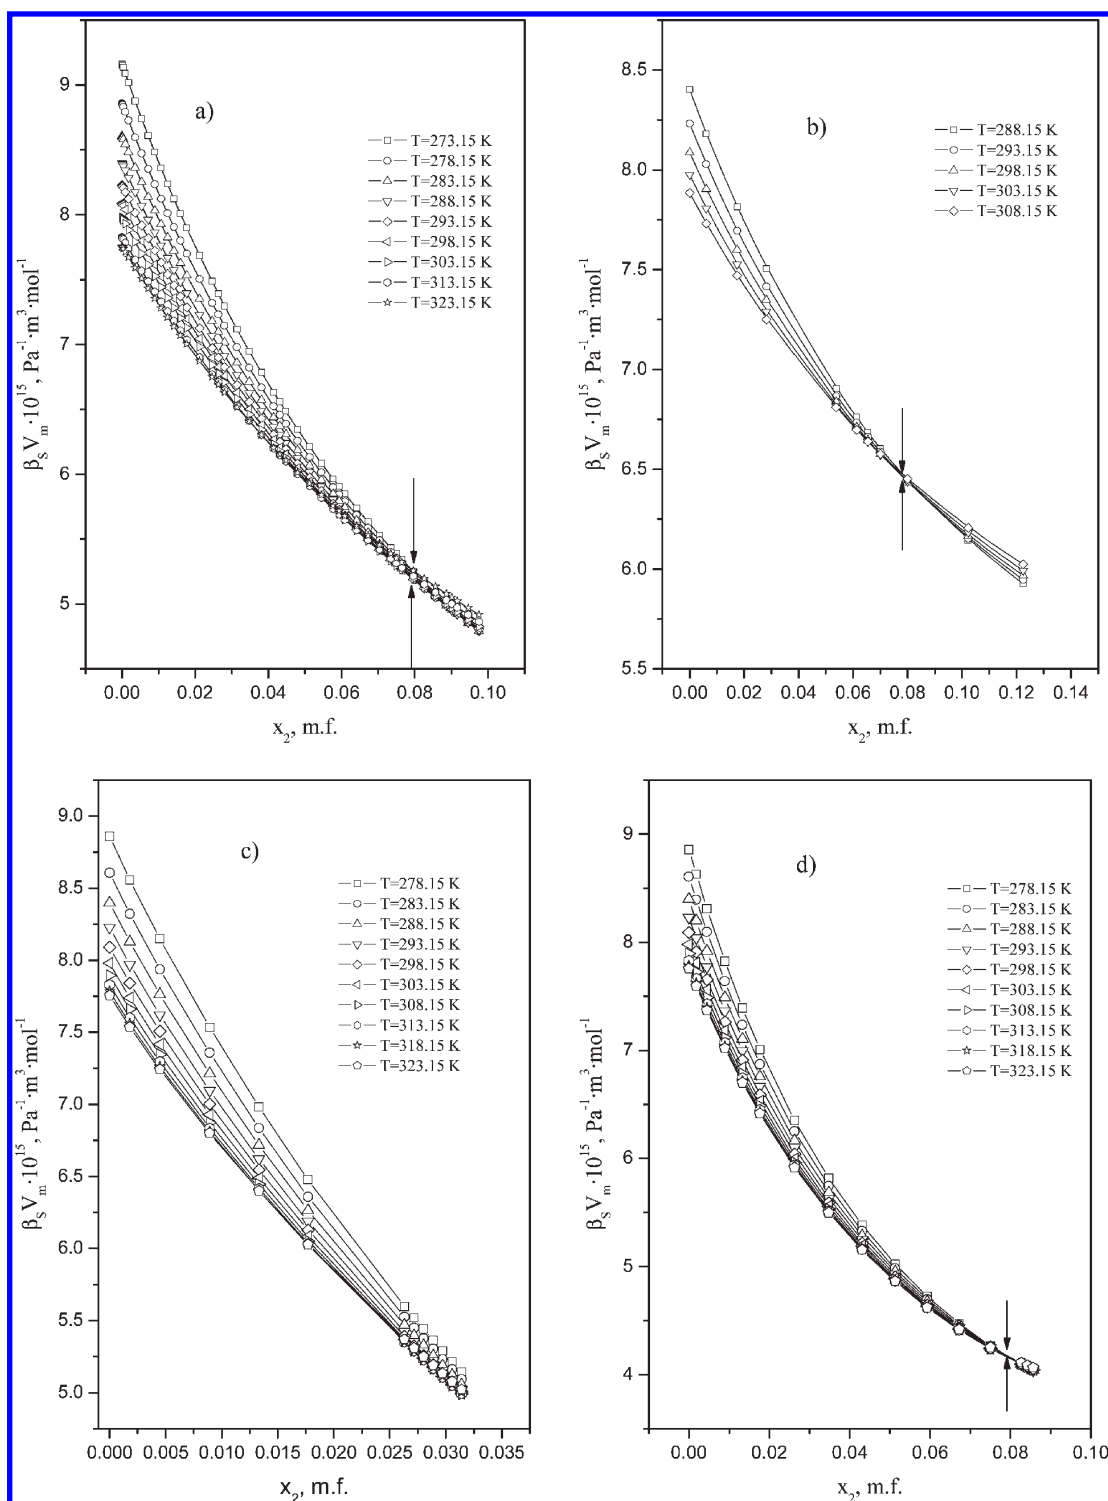 a)
T=273.15 K
T=278.15 K
T=283.15 K
T=288.15 K
T=293.15 K
T=298.15 K
T=303.15 K
T=313.15 K
T=323.15 K
9
8
7
6
5
0.00 0.02 0.04 0.06 0.08 0.10
β_S V_m·10^15, Pa^-1·m^3·mol^-1
x_2, m.f.
b)
T=288.15 K
T=293.15 K
T=298.15 K
T=303.15 K
T=308.15 K
8.5
8.0
7.5
7.0
6.5
6.0
5.5
0.00 0.02 0.04 0.06 0.08 0.10 0.12 0.14
β_S V_m·10^15, Pa^-1·m^3·mol^-1
x_2, m.f.
c)
T=278.15 K
T=283.15 K
T=288.15 K
T=293.15 K
T=298.15 K
T=303.15 K
T=308.15 K
T=313.15 K
T=318.15 K
T=323.15 K
9.0
8.5
8.0
7.5
7.0
6.5
6.0
5.5
5.0
0.000 0.005 0.010 0.015 0.020 0.025 0.030 0.035
β_S V_m·10^15, Pa^-1·m^3·mol^-1
x_2, m.f.
d)
T=278.15 K
T=283.15 K
T=288.15 K
T=293.15 K
T=298.15 K
T=303.15 K
T=308.15 K
T=313.15 K
T=318.15 K
T=323.15 K
9
8
7
6
5
4
0.00 0.02 0.04 0.06 0.08 0.10
β_S V_m·10^15, Pa^-1·m^3·mol^-1
x_2, m.f.